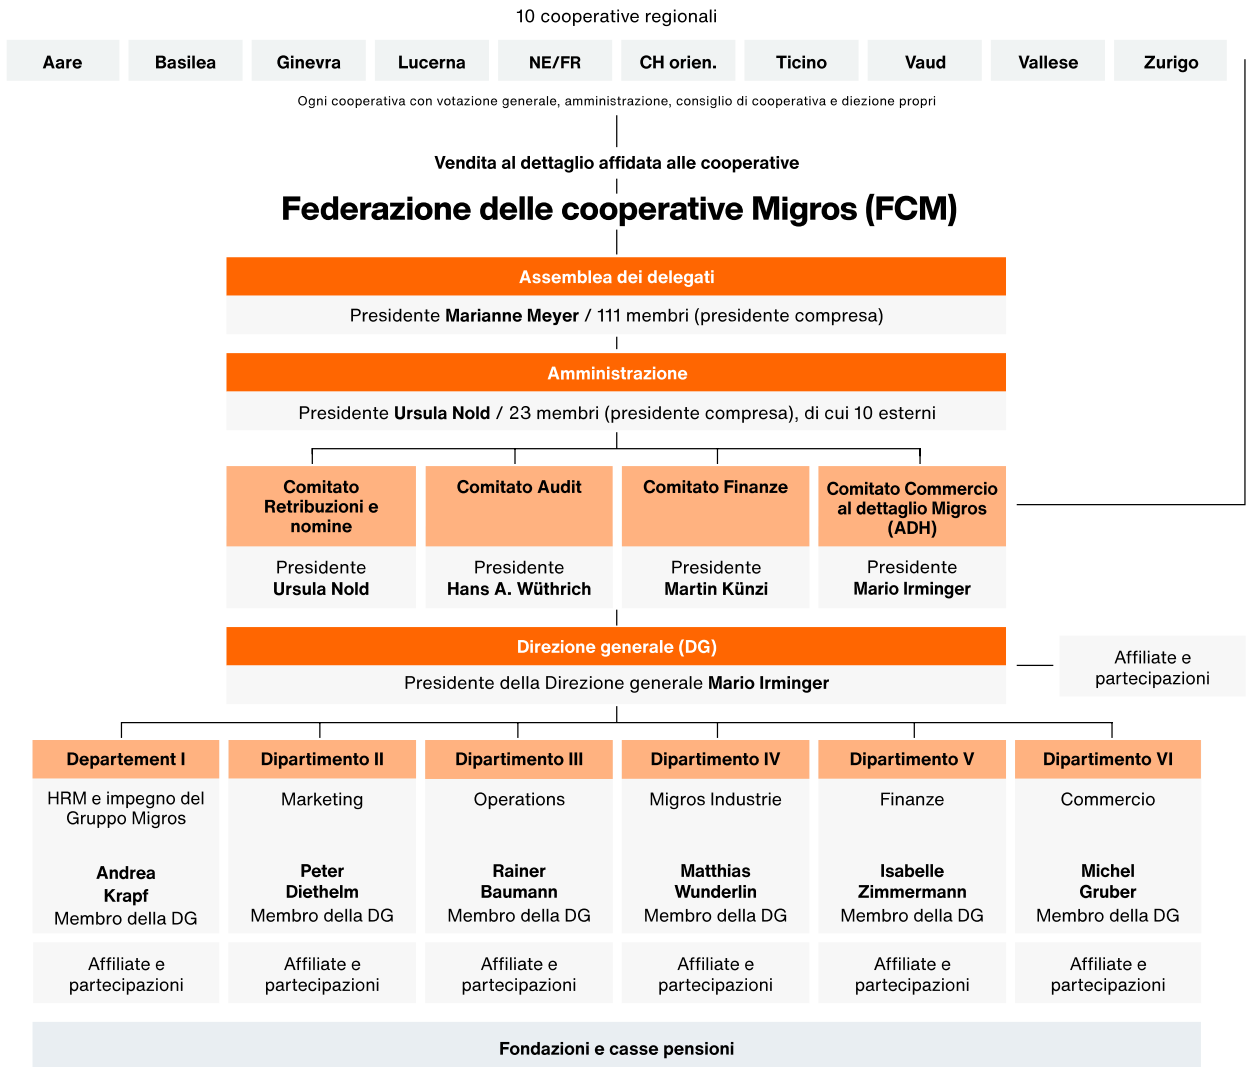 10 cooperative regionali
Aare
Basilea
Ginevra
Lucerna
NE/FR
CH orien.
Ticino
Vaud
Vallese
Zurigo
Ogni cooperativa con votazione generale, amministrazione, consiglio di cooperativa e diezione propri
Vendita al dettaglio affidata alle cooperative
Federazione delle cooperative Migros (FCM)
Assemblea dei delegati
Presidente Marianne Meyer / 111 membri (presidente compresa)
Amministrazione
Presidente Ursula Nold / 23 membri (presidente compresa), di cui 10 esterni
Comitato
Retribuzioni e
nomine
Presidente
Ursula Nold
Comitato Audit
Presidente
Hans A. Wüthrich
Comitato Finanze
Presidente
Martin Künzi
Comitato Commercio
al dettaglio Migros
(ADH)
Presidente
Mario Irminger
Direzione generale (DG)
Presidente della Direzione generale Mario Irminger
Affiliate e
partecipazioni
Departement I
HRM e impegno del
Gruppo Migros
Andrea
Krapf
Membro della DG
Affiliate e
partecipazioni
Dipartimento II
Marketing
Peter
Diethelm
Membro della DG
Affiliate e
partecipazioni
Dipartimento III
Operations
Rainer
Baumann
Membro della DG
Affiliate e
partecipazioni
Dipartimento IV
Migros Industrie
Matthias
Wunderlin
Membro della DG
Affiliate e
partecipazioni
Dipartimento V
Finanze
Isabelle
Zimmermann
Membro della DG
Affiliate e
partecipazioni
Dipartimento VI
Commercio
Michel
Gruber
Membro della DG
Affiliate e
partecipazioni
Fondazioni e casse pensioni